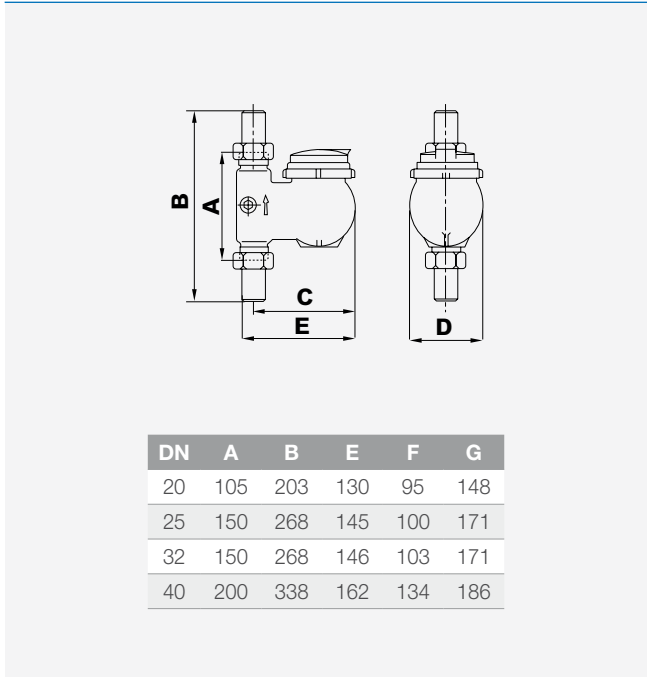 B
A
C
E
D
DN A B E F G
20 105 203 130 95 148
25 150 268 145 100 171
32 150 268 146 103 171
40 200 338 162 134 186